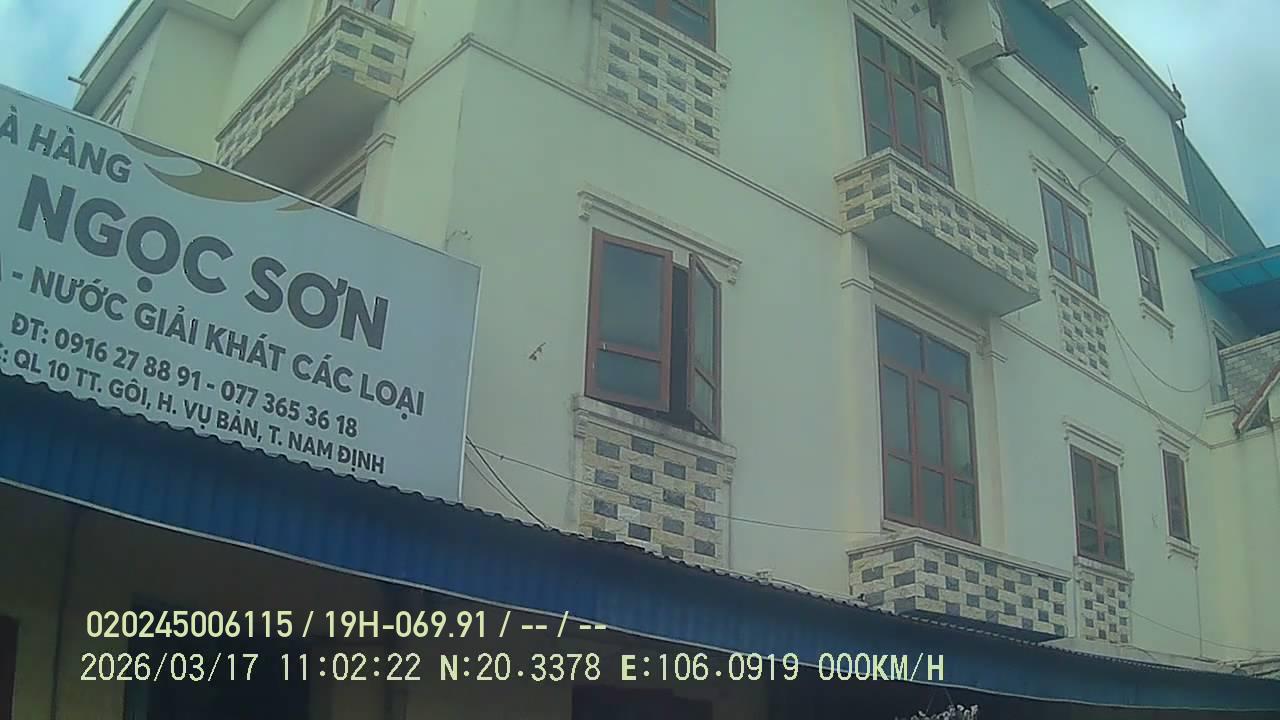 À HÀNG
NGỌC SƠN
- NƯỚC GIẢI KHÁT CÁC LOẠI
ĐT: 0916 27 88 91 - 077 365 36 18
: QL 10 TT. GÔI, H. VỤ BẢN, T. NAM ĐỊNH
020245006115 / 19H-069.91 / -- / --
2026/03/17 11:02:22 N:20.3378 E:106.0919 000KM/H